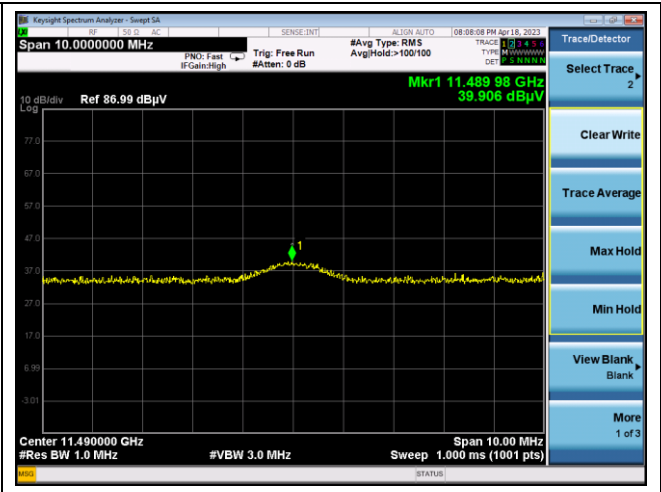 Keysight Spectrum Analyzer - Swept SA
RF 50 Ω AC SENSE:INT ALIGN AUTO 08:08:08 PM Apr 18, 2023
Span 10.0000000 MHz
PNO: Fast
IFGain:High
Trig: Free Run
#Atten: 0 dB
#Avg Type: RMS
Avg|Hold:>100/100
TRACE 1 2 3 4 5 6
TYPE MWWWWW
DET P S N N N N
Mkr1 11.489 98 GHz
39.906 dBµV
10 dB/div Ref 86.99 dBµV
Log
77.0
67.0
57.0
47.0
37.0
27.0
17.0
6.99
-3.01
1
Center 11.490000 GHz Span 10.00 MHz
#Res BW 1.0 MHz #VBW 3.0 MHz Sweep 1.000 ms (1001 pts)
MSG STATUS
Trace/Detector
Select Trace
2
Clear Write
Trace Average
Max Hold
Min Hold
View Blank
Blank
More
1 of 3